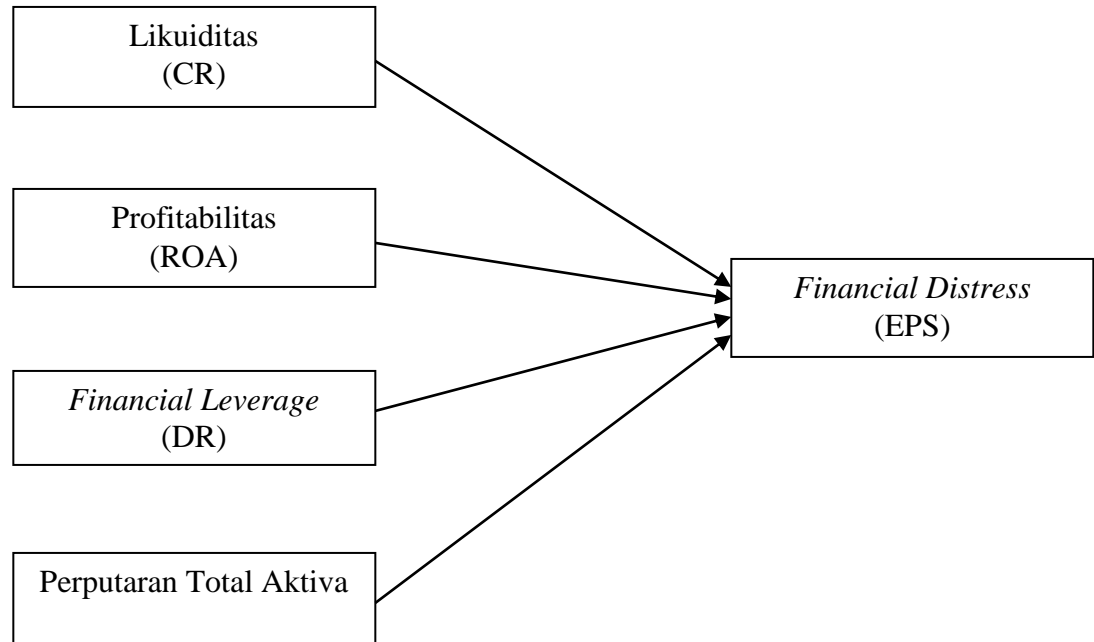 Likuiditas
(CR)
Profitabilitas
(ROA)
Financial Distress
(EPS)
Financial Leverage
(DR)
Perputaran Total Aktiva